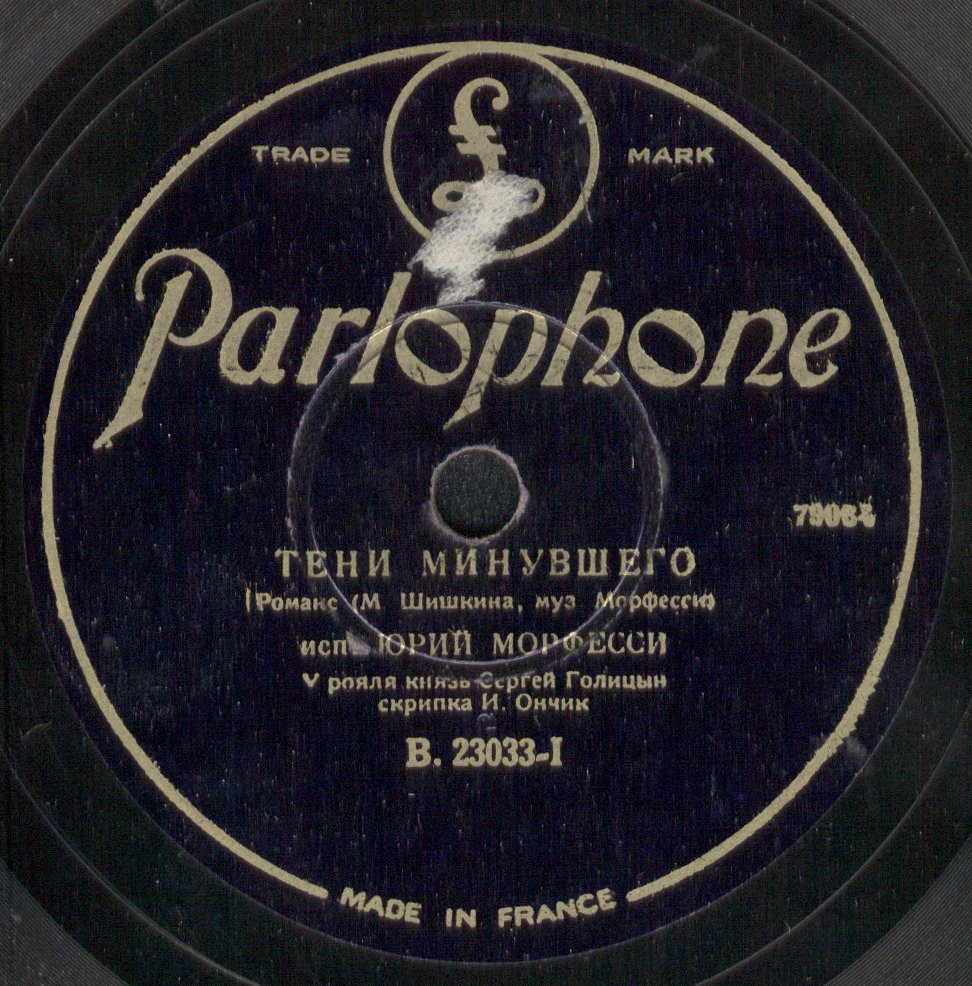 TRADE MARK
Parlophone
ТЕНИ МИНУВШЕГО
(Романс (М Шишкина, муз Морфесси)
исп. ЮРИЙ МОРФЕССИ
У рояля князь Сергей Голицын
скрипка И. Ончик
В. 23033-I
MADE IN FRANCE